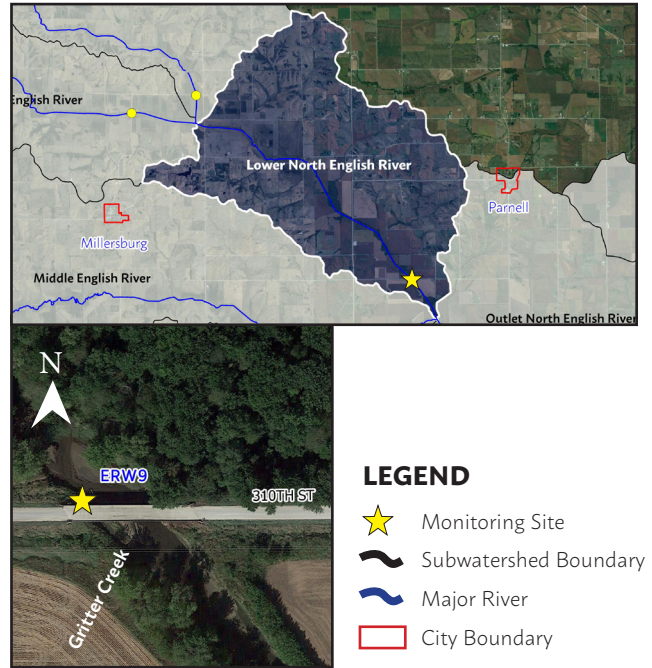 English River
Lower North English River
Parnell
Millersburg
Middle English River
Outlet North English River
N
ERW9
310TH ST
Gritter Creek
LEGEND
Monitoring Site
Subwatershed Boundary
Major River
City Boundary